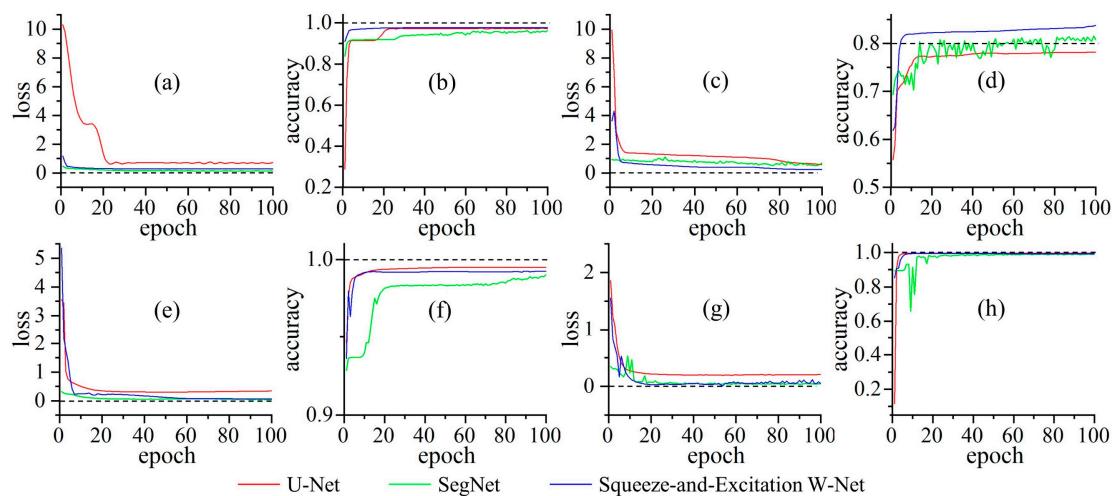 10
8
6
4
2
0
loss
(a)
0 20 40 60 80 100
epoch
1.0
0.8
0.6
0.4
0.2
accuracy
(b)
0 20 40 60 80 100
epoch
10
8
6
4
2
0
loss
(c)
0 20 40 60 80 100
epoch
0.8
0.7
0.6
0.5
accuracy
(d)
0 20 40 60 80 100
epoch
5
4
3
2
1
0
loss
(e)
0 20 40 60 80 100
epoch
1.0
0.9
accuracy
(f)
0 20 40 60 80 100
epoch
2
1
0
loss
(g)
0 20 40 60 80 100
epoch
1.0
0.8
0.6
0.4
0.2
accuracy
(h)
0 20 40 60 80 100
epoch
U-Net SegNet Squeeze-and-Excitation W-Net